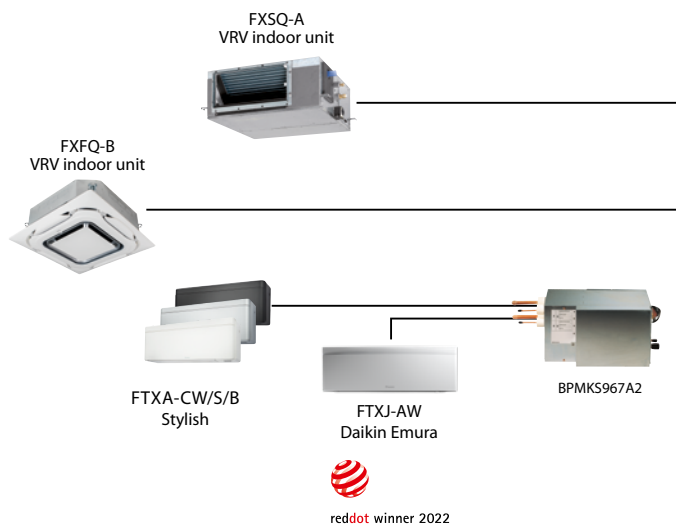 FXSQ-A
VRV indoor unit
FXFQ-B
VRV indoor unit
BPMKS967A2
FTXA-CW/S/B
Stylish
FTXJ-AW
Daikin Emura
reddot winner 2022